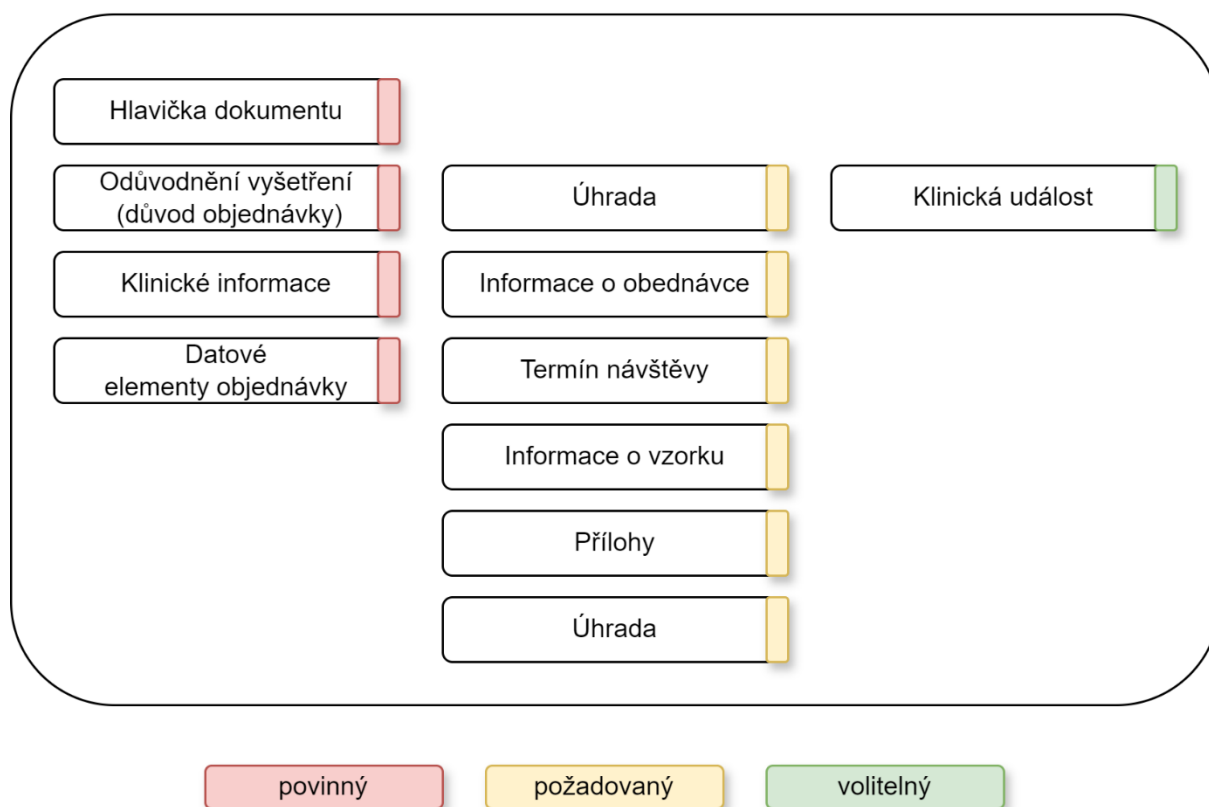 Hlavička dokumentu
Odůvodnění vyšetření
(důvod objednávky)
Klinické informace
Datové
elementy objednávky
Úhrada
Informace o obednávce
Termín návštěvy
Informace o vzorku
Přílohy
Úhrada
Klinická událost
povinný
požadovaný
volitelný